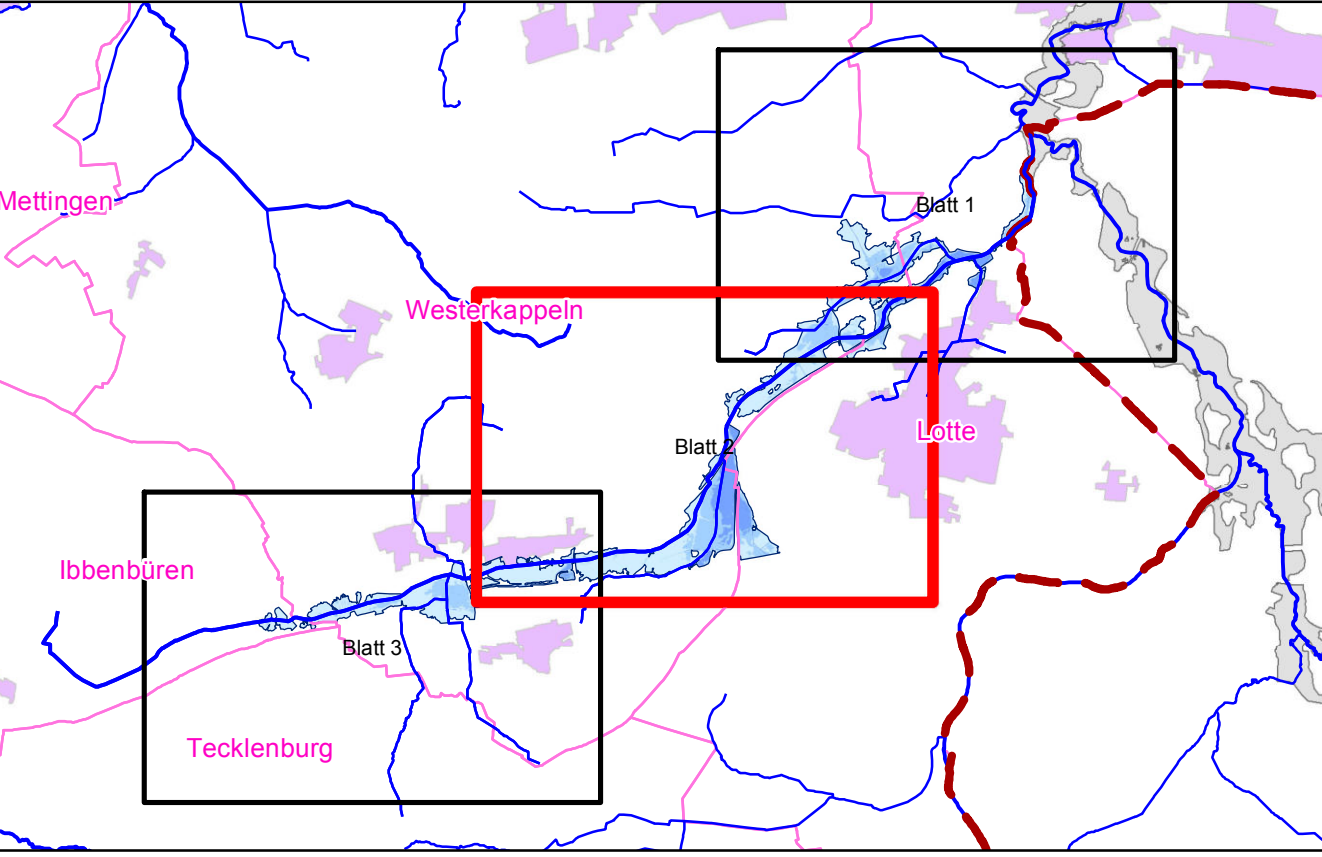 Mettingen
Blatt 1
Westerkappeln
Lotte
Blatt 2
Ibbenbüren
Blatt 3
Tecklenburg